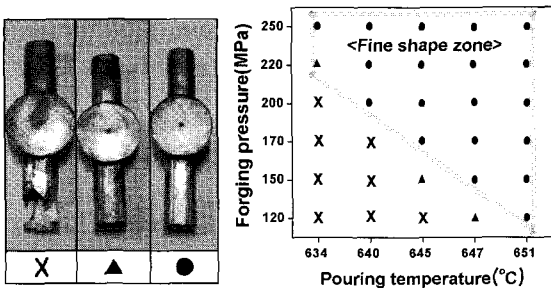 X ▲ ●
Forging pressure(MPa)
250
220
200
170
150
120
<Fine shape zone>
634 640 645 647 651
Pouring temperature(°C)